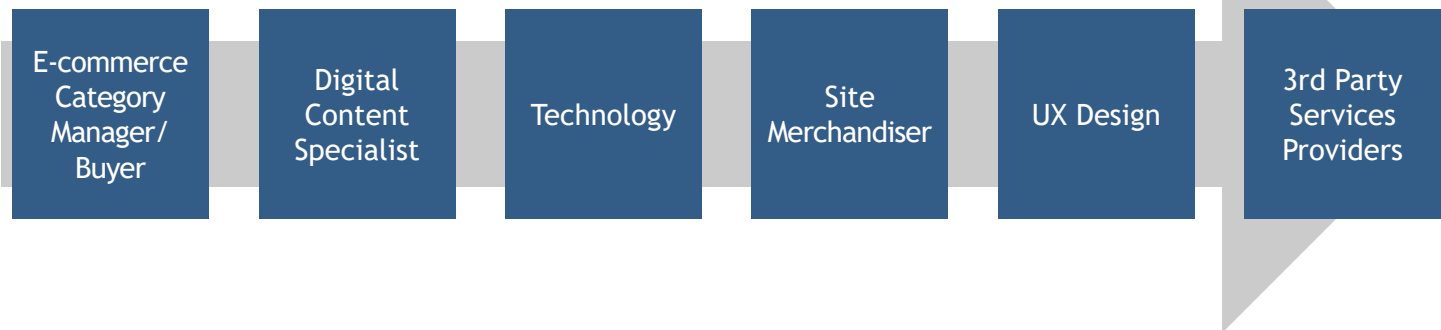 E-commerce
Category
Manager/
Buyer
Digital
Content
Specialist
Technology
Site
Merchandiser
UX Design
3rd Party
Services
Providers